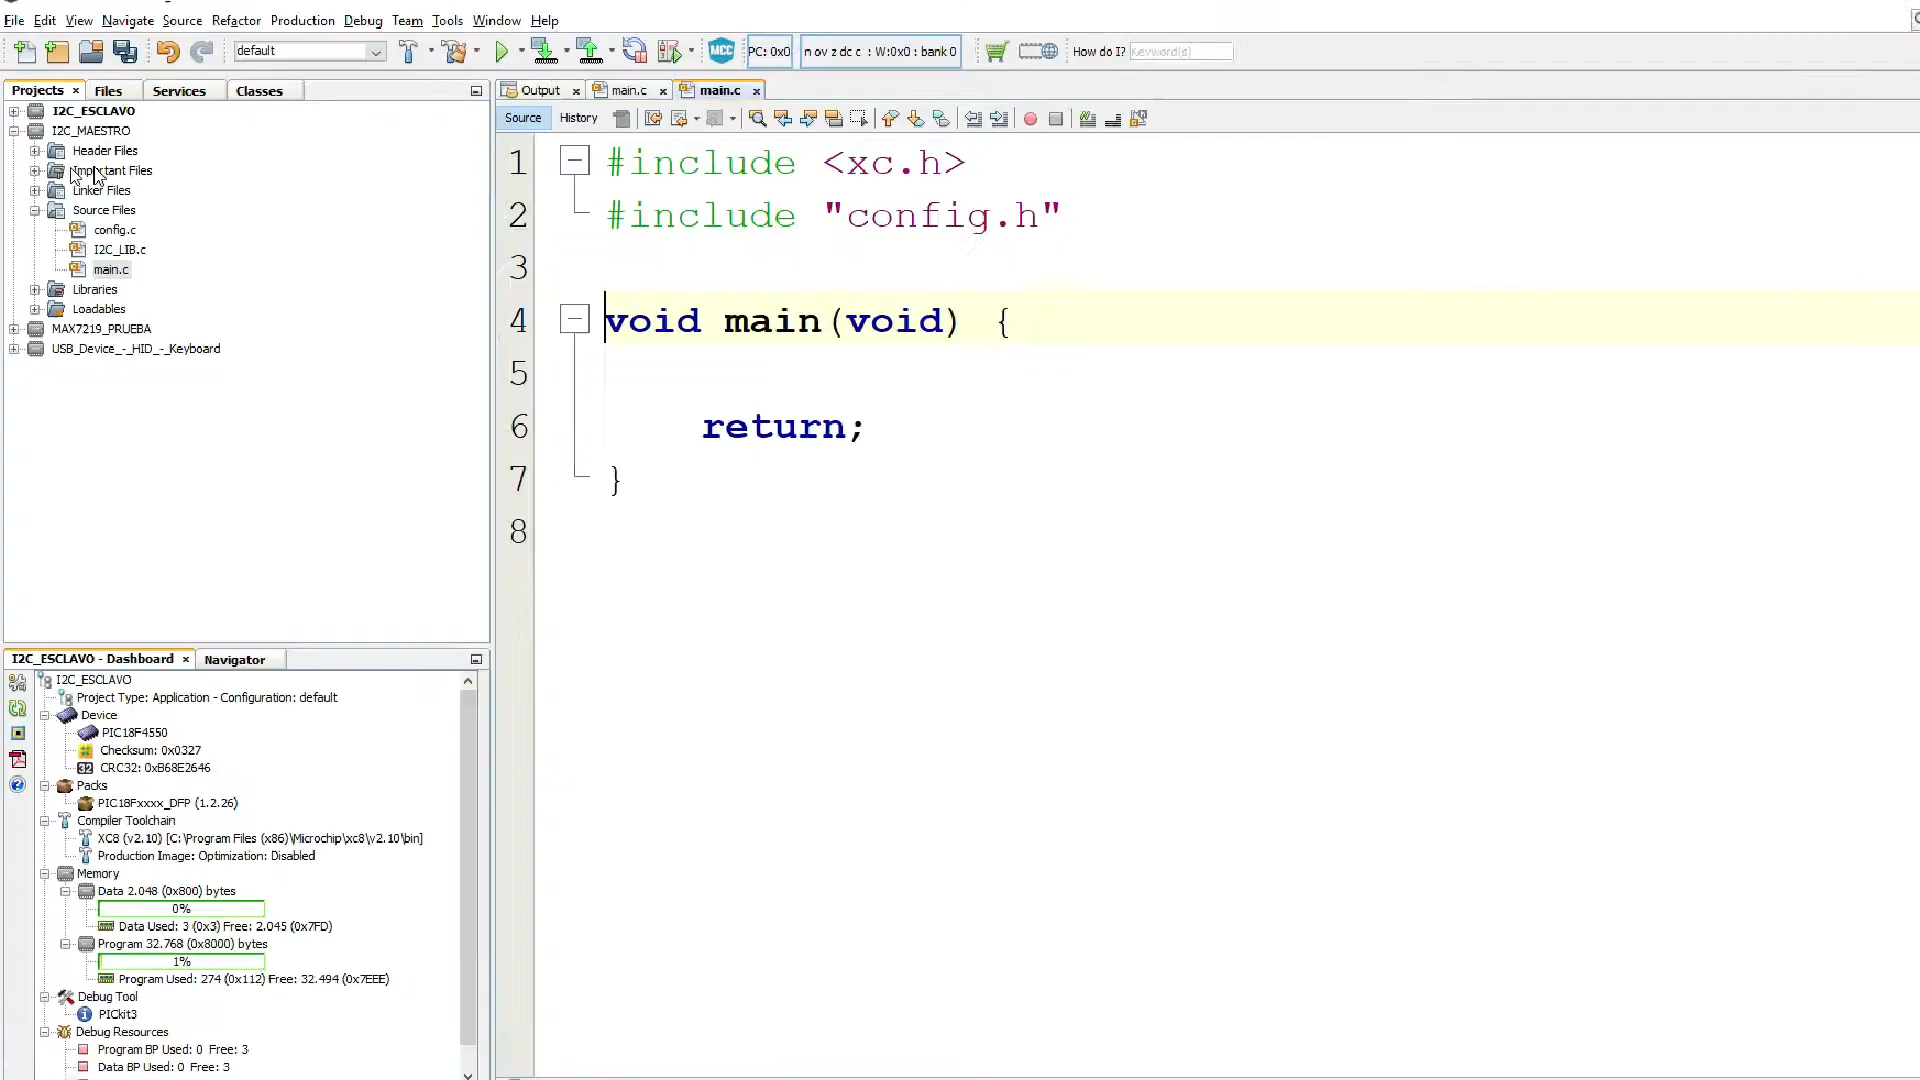 File Edit View Navigate Source Refactor Production Debug Team Tools Window Help
default
MCC
PC: 0x0
n ov z dc c : W:0x0 : bank 0
How do I?
Keyword(s)
Projects Files Services Classes
I2C_ESCLAVO
I2C_MAESTRO
Header Files
Important Files
Linker Files
Source Files
config.c
I2C_LIB.c
main.c
Libraries
Loadables
MAX7219_PRUEBA
USB_Device_-_HID_-_Keyboard
Output main.c main.c
Source History
1 #include <xc.h>
2 #include "config.h"
3
4 void main(void) {
5
6 return;
7 }
8
I2C_ESCLAVO - Dashboard Navigator
I2C_ESCLAVO
Project Type: Application - Configuration: default
Device
PIC18F4550
Checksum: 0x0327
32 CRC32: 0xB68E2646
Packs
PIC18Fxxxx_DFP (1.2.26)
Compiler Toolchain
XC8 (v2.10) [C:\Program Files (x86)\Microchip\xc8\v2.10\bin]
Production Image: Optimization: Disabled
Memory
Data 2.048 (0x800) bytes
0%
Data Used: 3 (0x3) Free: 2.045 (0x7FD)
Program 32.768 (0x8000) bytes
1%
Program Used: 274 (0x112) Free: 32.494 (0x7EEE)
Debug Tool
PICkit3
Debug Resources
Program BP Used: 0 Free: 3
Data BP Used: 0 Free: 3